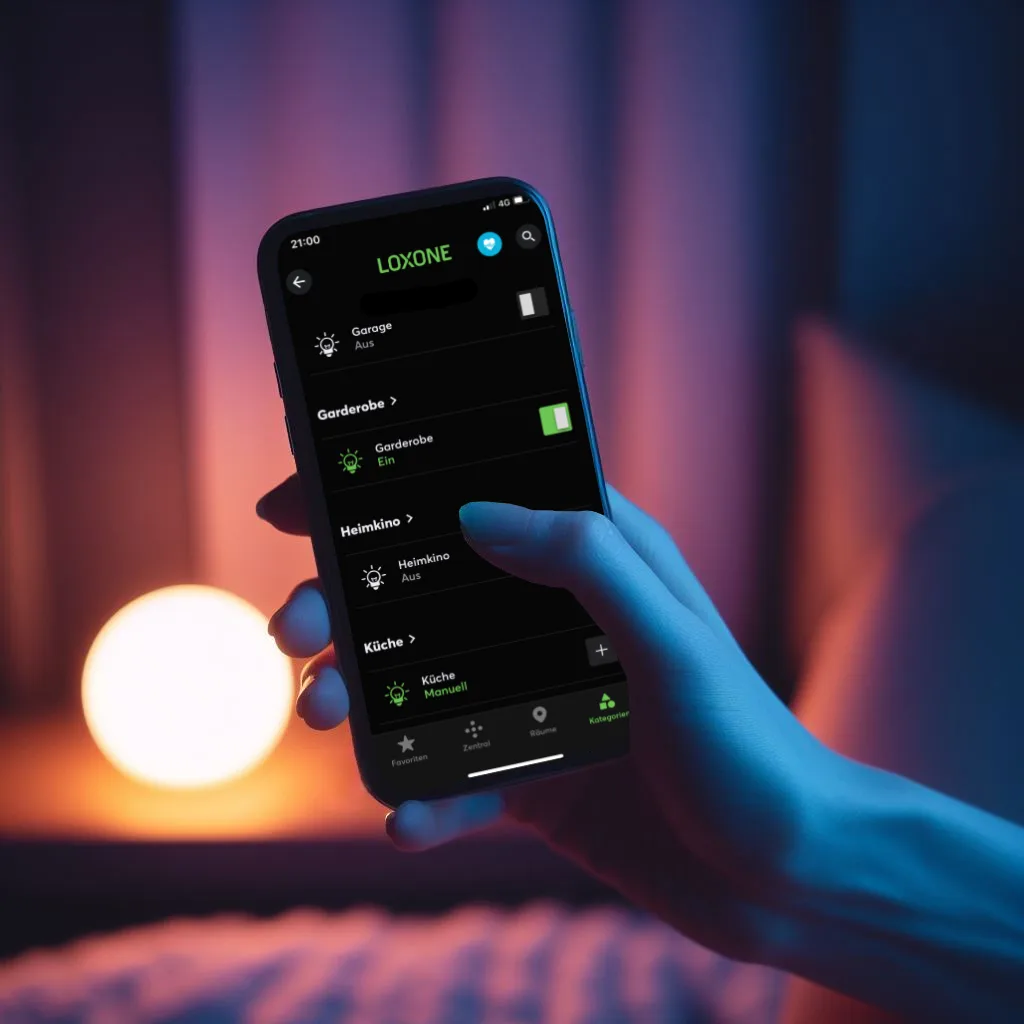 21:00
4G
LOXONE
Garage
Aus
Garderobe >
Garderobe
Ein
Heimkino >
Heimkino
Aus
Küche >
Küche
Manuell
Favoriten
Zentral
Räume
Kategorien